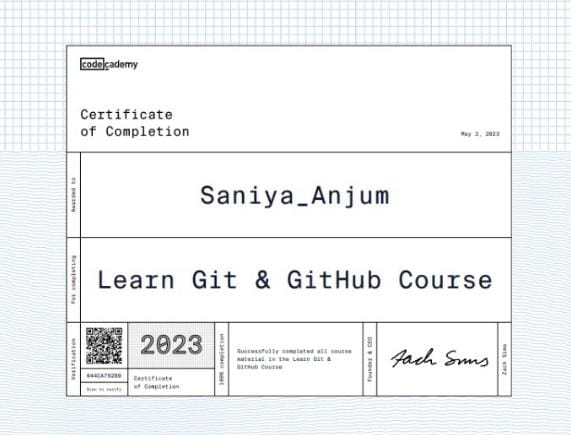 codecademy
Certificate
of Completion
May 2, 2023
Awarded to
Saniya_Anjum
For completing
Learn Git & GitHub Course
Verification
Scan to verify
2023
Certificate
of Completion
100% completion
Successfully completed all course
material in the Learn Git &
GitHub Course
Founder & CEO
Zach Sims
Zach Sims